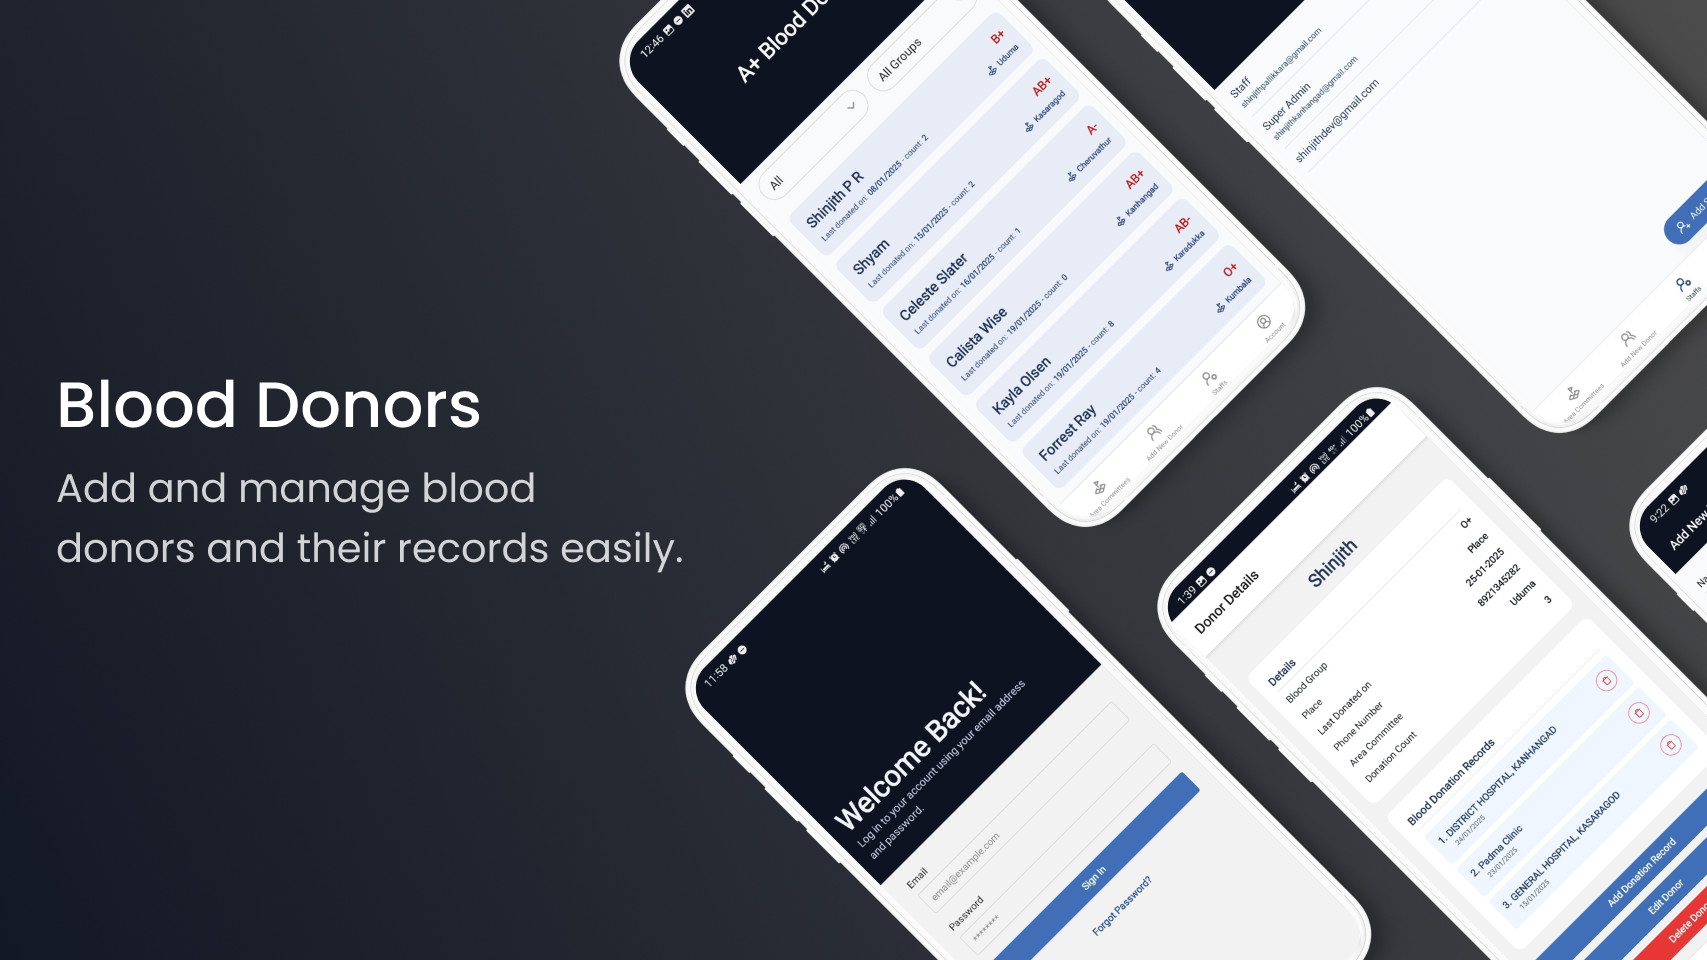 Blood Donors
Add and manage blood
donors and their records easily.
12:46
A+ Blood
All
All Groups
Shinjith P R
Last donated on: 08/01/2025 - count: 2
B+
Uduma
Shyam
Last donated on: 15/01/2025 - count: 2
AB+
Kasaragod
Celeste Slater
Last donated on: 16/01/2025 - count: 1
A-
Cheruvathur
Calista Wise
Last donated on: 19/01/2025 - count: 0
AB+
Kanhangad
Kayla Olsen
Last donated on: 19/01/2025 - count: 8
AB-
Karadukka
Forrest Ray
Last donated on: 19/01/2025 - count: 4
O+
Kumbala
Area Committees
Add New Donor
Staffs
Account
Staff
shinjithpallikkara@gmail.com
Super Admin
shinjithkanhangad@gmail.com
shinjithdev@gmail.com
Add
Area Committees
Add New Donor
Staffs
11:58
100%
Welcome Back!
Log in to your account using your email address
and password.
Email
email@example.com
Password
********
Sign In
Forgot Password?
1:39
100%
Donor Details
Shinjith
Details
Blood Group
O+
Place
Place
Last Donated on
25-01-2025
Phone Number
8921345282
Area Committee
Uduma
Donation Count
3
Blood Donation Records
1. DISTRICT HOSPITAL, KANHANGAD
24/01/2025
2. Padma Clinic
23/01/2025
3. GENERAL HOSPITAL, KASARAGOD
15/01/2025
Add Donation Record
Edit Donor
Delete
9:22
Add New